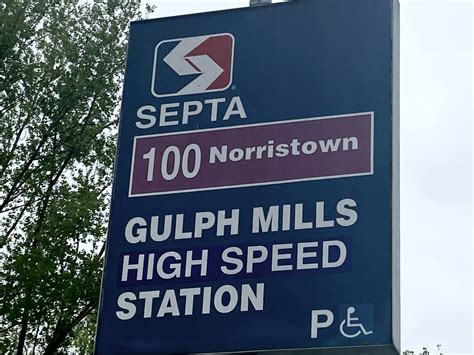 SEPTA
100 Norristown
GULPH MILLS
HIGH SPEED
STATION
P